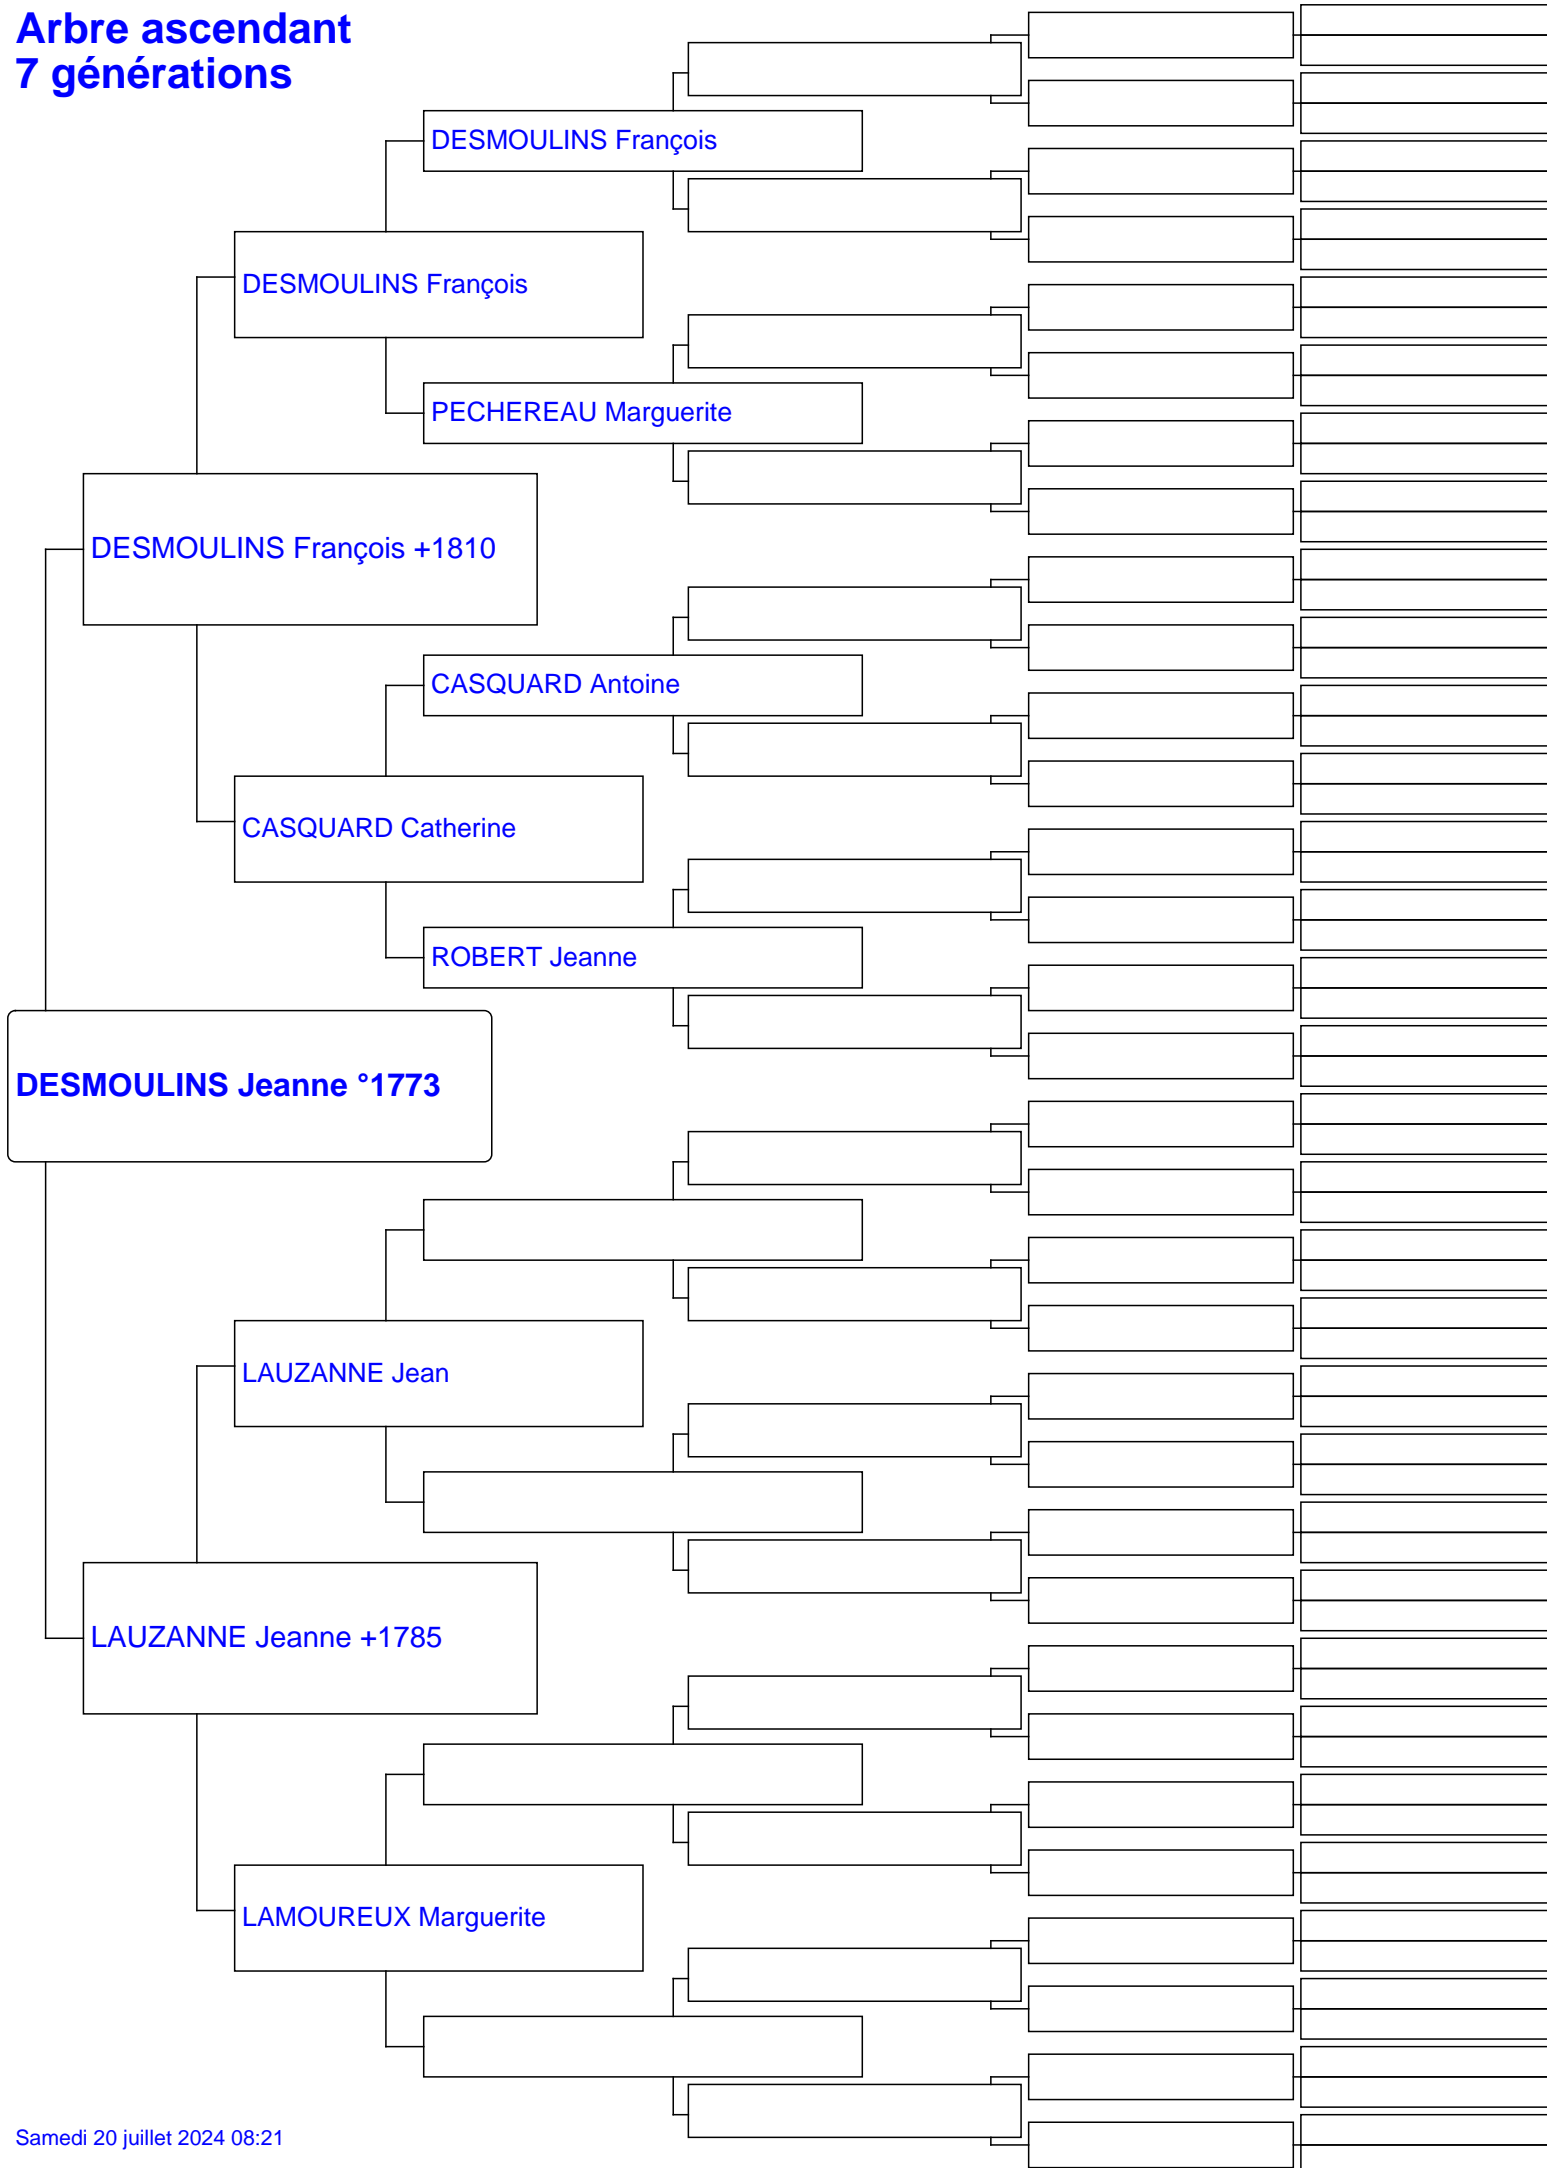 Arbre ascendant
7 générations
DESMOULINS François
DESMOULINS François
PECHEREAU Marguerite
DESMOULINS François +1810
CASQUARD Antoine
CASQUARD Catherine
ROBERT Jeanne
DESMOULINS Jeanne °1773
LAUZANNE Jean
LAUZANNE Jeanne +1785
LAMOUREUX Marguerite
Samedi 20 juillet 2024 08:21